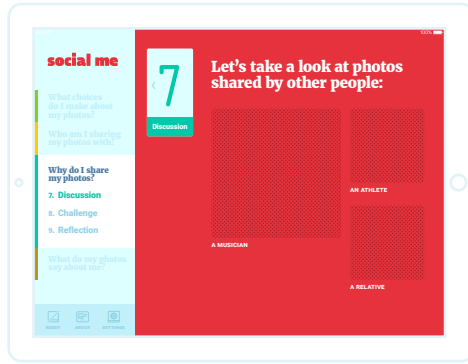 100%
social me
What choices
do I make about
my photos?
Who am I sharing
my photos with?
Why do I share
my photos?
7. Discussion
8. Challenge
9. Reflection
What do my photos
say about me?
ABOUT
SETTINGS
7
Discussion
Let's take a look at photos
shared by other people:
A MUSICIAN
AN ATHLETE
A RELATIVE